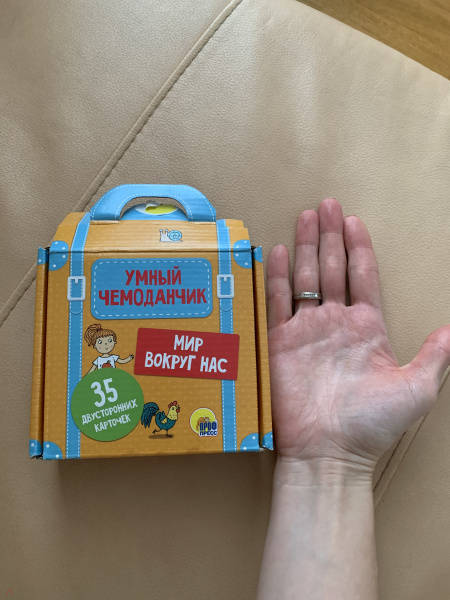 УМНЫЙ
ЧЕМОДАНЧИК
МИР
ВОКРУГ НАС
35
ДВУСТОРОННИХ
КАРТОЧЕК
ПРОФ
ПРЕСС